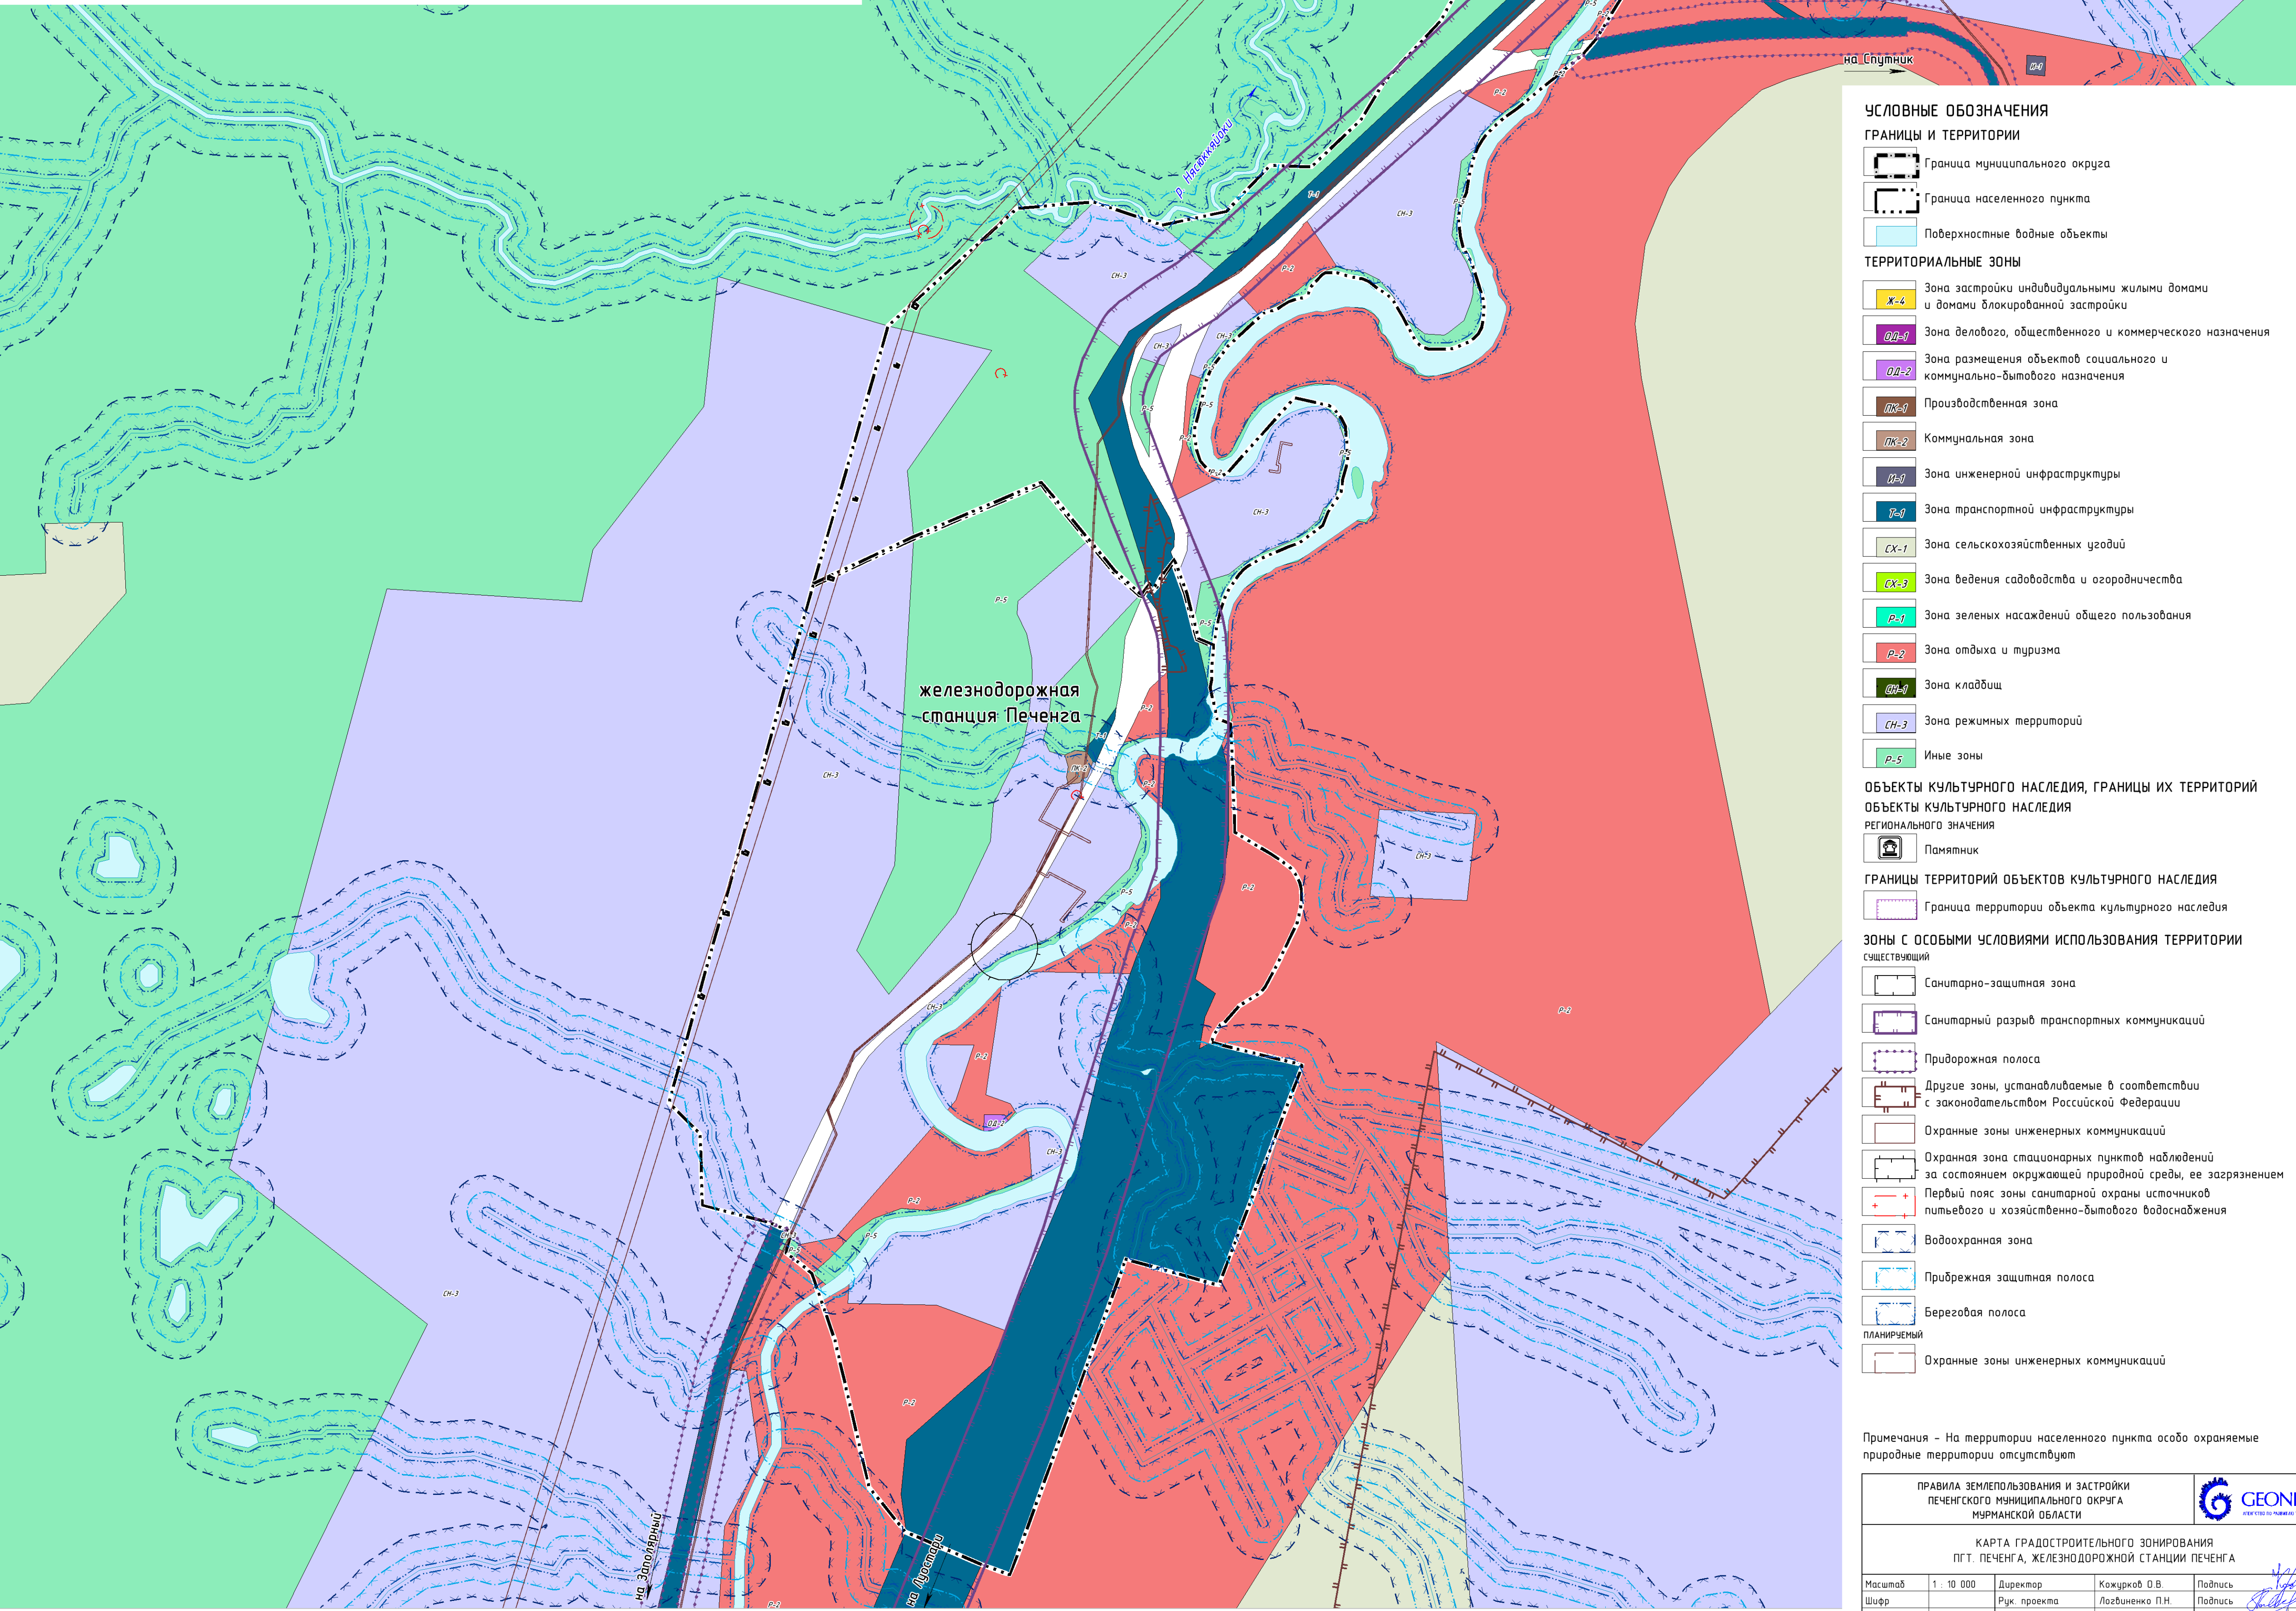 на Спутник
И-1
р. Нясюккяйоки
железнодорожная
станция Печенга
на Заполярный
на Луостари
Т-1
СН-3
Р-2
Р-5
ПК-2
ОД-2
УСЛОВНЫЕ ОБОЗНАЧЕНИЯ
ГРАНИЦЫ И ТЕРРИТОРИИ
Граница муниципального округа
Граница населенного пункта
Поверхностные водные объекты
ТЕРРИТОРИАЛЬНЫЕ ЗОНЫ
Ж-4 Зона застройки индивидуальными жилыми домами
и домами блокированной застройки
ОД-1 Зона делового, общественного и коммерческого назначения
ОД-2 Зона размещения объектов социального и
коммунально-бытового назначения
ПК-1 Производственная зона
ПК-2 Коммунальная зона
И-1 Зона инженерной инфраструктуры
Т-1 Зона транспортной инфраструктуры
СХ-1 Зона сельскохозяйственных угодий
СХ-3 Зона ведения садоводства и огородничества
Р-1 Зона зеленых насаждений общего пользования
Р-2 Зона отдыха и туризма
СН-1 Зона кладбищ
СН-3 Зона режимных территорий
Р-5 Иные зоны
ОБЪЕКТЫ КУЛЬТУРНОГО НАСЛЕДИЯ, ГРАНИЦЫ ИХ ТЕРРИТОРИЙ
ОБЪЕКТЫ КУЛЬТУРНОГО НАСЛЕДИЯ
РЕГИОНАЛЬНОГО ЗНАЧЕНИЯ
Памятник
ГРАНИЦЫ ТЕРРИТОРИЙ ОБЪЕКТОВ КУЛЬТУРНОГО НАСЛЕДИЯ
Граница территории объекта культурного наследия
ЗОНЫ С ОСОБЫМИ УСЛОВИЯМИ ИСПОЛЬЗОВАНИЯ ТЕРРИТОРИИ
СУЩЕСТВУЮЩИЙ
Санитарно-защитная зона
Санитарный разрыв транспортных коммуникаций
Придорожная полоса
Другие зоны, устанавливаемые в соответствии
с законодательством Российской Федерации
Охранные зоны инженерных коммуникаций
Охранная зона стационарных пунктов наблюдений
за состоянием окружающей природной среды, ее загрязнением
Первый пояс зоны санитарной охраны источников
питьевого и хозяйственно-бытового водоснабжения
Водоохранная зона
Прибрежная защитная полоса
Береговая полоса
ПЛАНИРУЕМЫЙ
Охранные зоны инженерных коммуникаций
Примечания - На территории населенного пункта особо охраняемые
природные территории отсутствуют
ПРАВИЛА ЗЕМЛЕПОЛЬЗОВАНИЯ И ЗАСТРОЙКИ
ПЕЧЕНГСКОГО МУНИЦИПАЛЬНОГО ОКРУГА
МУРМАНСКОЙ ОБЛАСТИ
КАРТА ГРАДОСТРОИТЕЛЬНОГО ЗОНИРОВАНИЯ
ПГТ. ПЕЧЕНГА, ЖЕЛЕЗНОДОРОЖНОЙ СТАНЦИИ ПЕЧЕНГА
Масштаб 1 : 10 000 Директор Кожурков О.В. Подпись
Шифр Рук. проекта Логвиненко П.Н. Подпись